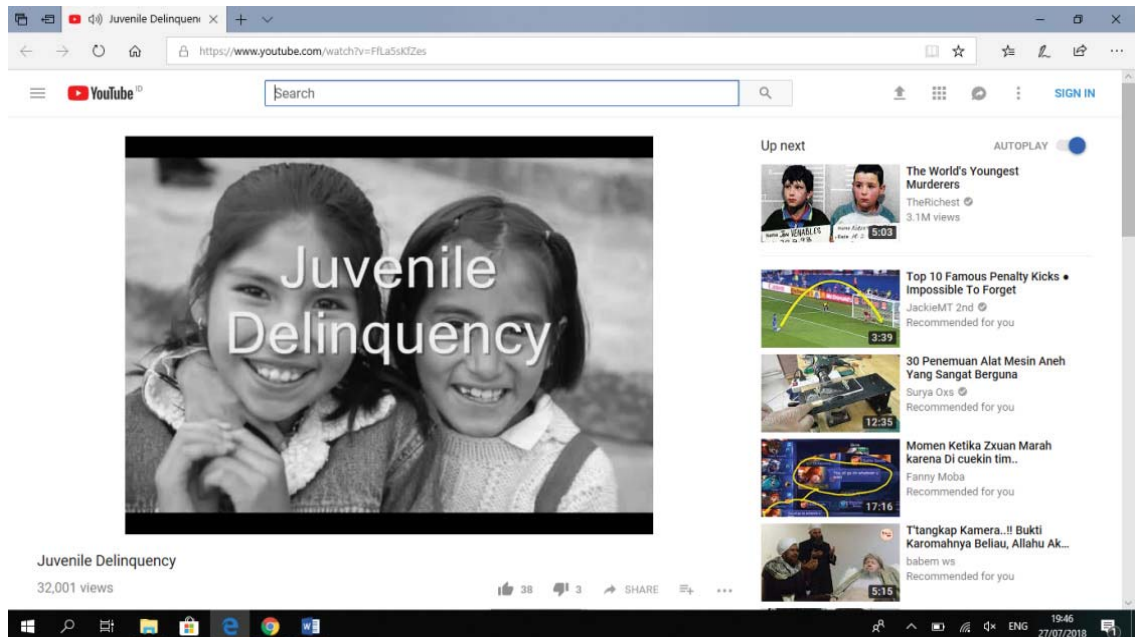 Juvenile Delinquenc
https://www.youtube.com/watch?v=FfLa5sKfZes
YouTube ID
Search
SIGN IN
Juvenile
Delinquency
Up next
AUTOPLAY
The World's Youngest
Murderers
TheRichest
3.1M views
5:03
Top 10 Famous Penalty Kicks ●
Impossible To Forget
JackieMT 2nd
Recommended for you
3:39
30 Penemuan Alat Mesin Aneh
Yang Sangat Berguna
Surya Oxs
Recommended for you
12:35
Momen Ketika Zxuan Marah
karena Di cuekin tim..
Fanny Moba
Recommended for you
17:16
T'tangkap Kamera..!! Bukti
Karomahnya Beliau, Allahu Ak...
babem ws
Recommended for you
5:15
Juvenile Delinquency
32,001 views
38
3
SHARE
ENG
19:46
27/07/2018